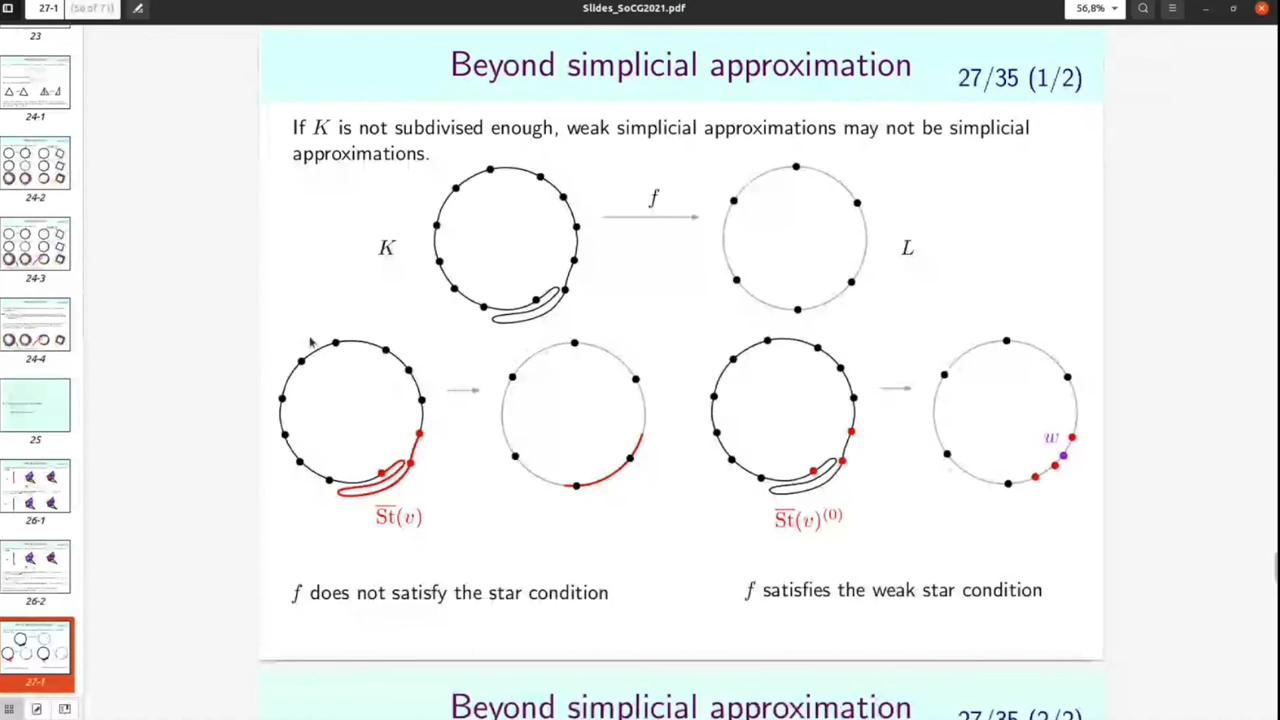 27-1
(58 of 71)
Slides_SoCG2021.pdf
56,8%
23
24-1
24-2
24-3
24-4
25
26-1
26-2
27-1
Beyond simplicial approximation
27/35 (1/2)
If K is not subdivised enough, weak simplicial approximations may not be simplicial
approximations.
f
K
L
w
St(v)
St(v)⁽⁰⁾
f does not satisfy the star condition
f satisfies the weak star condition
Beyond simplicial approximation
27/35 (2/2)